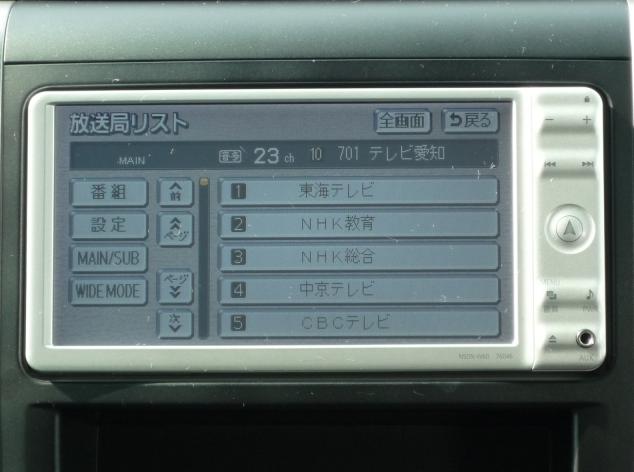 放送局リスト 全画面 戻る
MAIN 23 ch 10 701 テレビ愛知
番組 前 1 東海テレビ
設定 ページ 2 NHK教育
MAIN/SUB 3 NHK総合
WIDE MODE ページ 4 中京テレビ
次 5 CBCテレビ
NSDN-W60
AUX